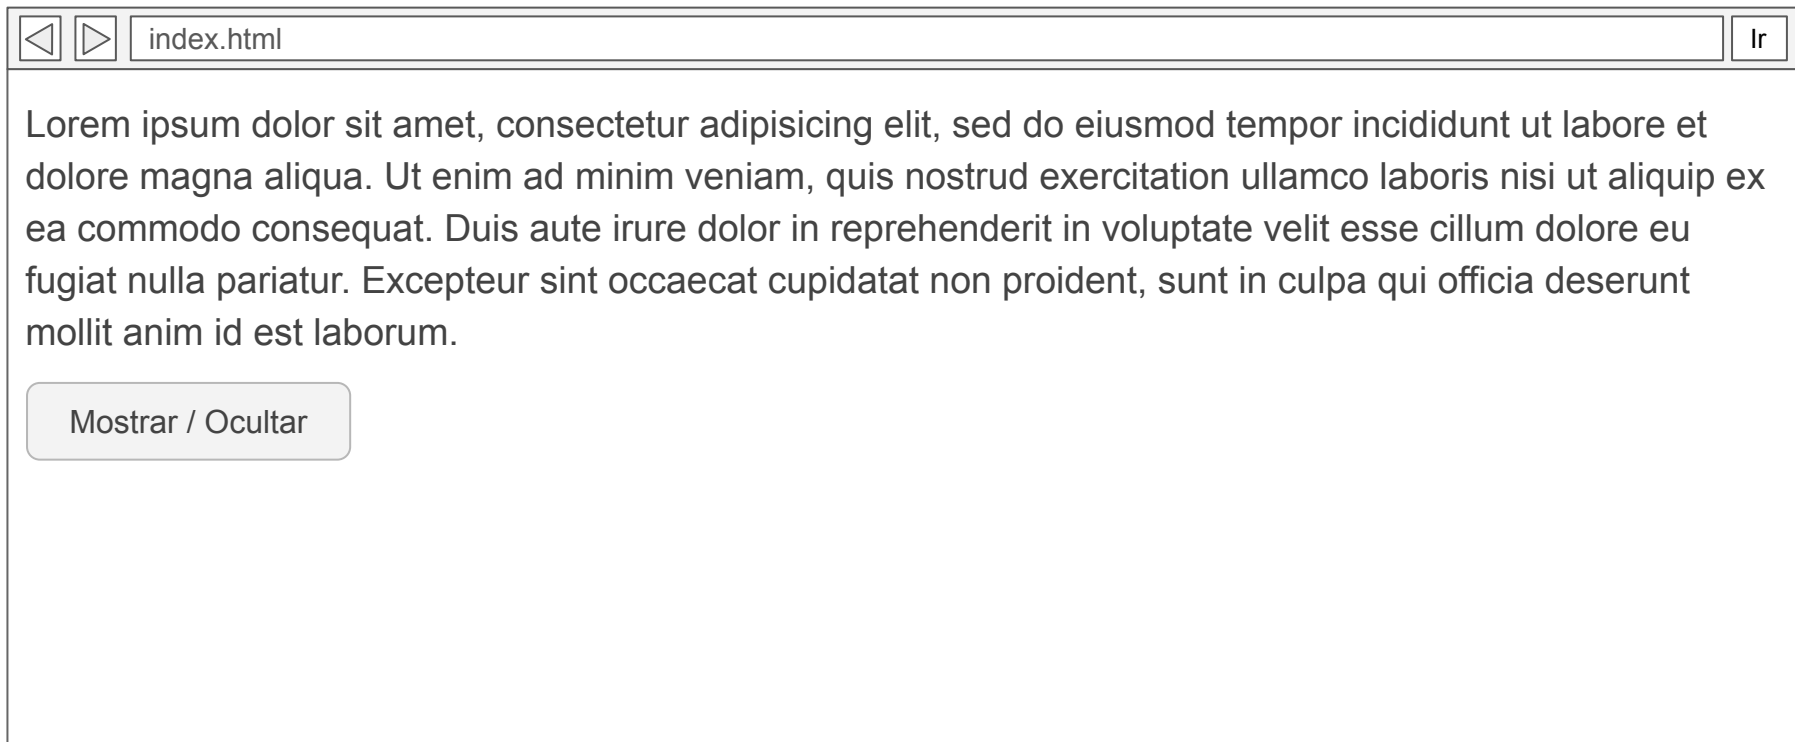 index.html
Ir
Lorem ipsum dolor sit amet, consectetur adipisicing elit, sed do eiusmod tempor incididunt ut labore et
dolore magna aliqua. Ut enim ad minim veniam, quis nostrud exercitation ullamco laboris nisi ut aliquip ex
ea commodo consequat. Duis aute irure dolor in reprehenderit in voluptate velit esse cillum dolore eu
fugiat nulla pariatur. Excepteur sint occaecat cupidatat non proident, sunt in culpa qui officia deserunt
mollit anim id est laborum.
Mostrar / Ocultar